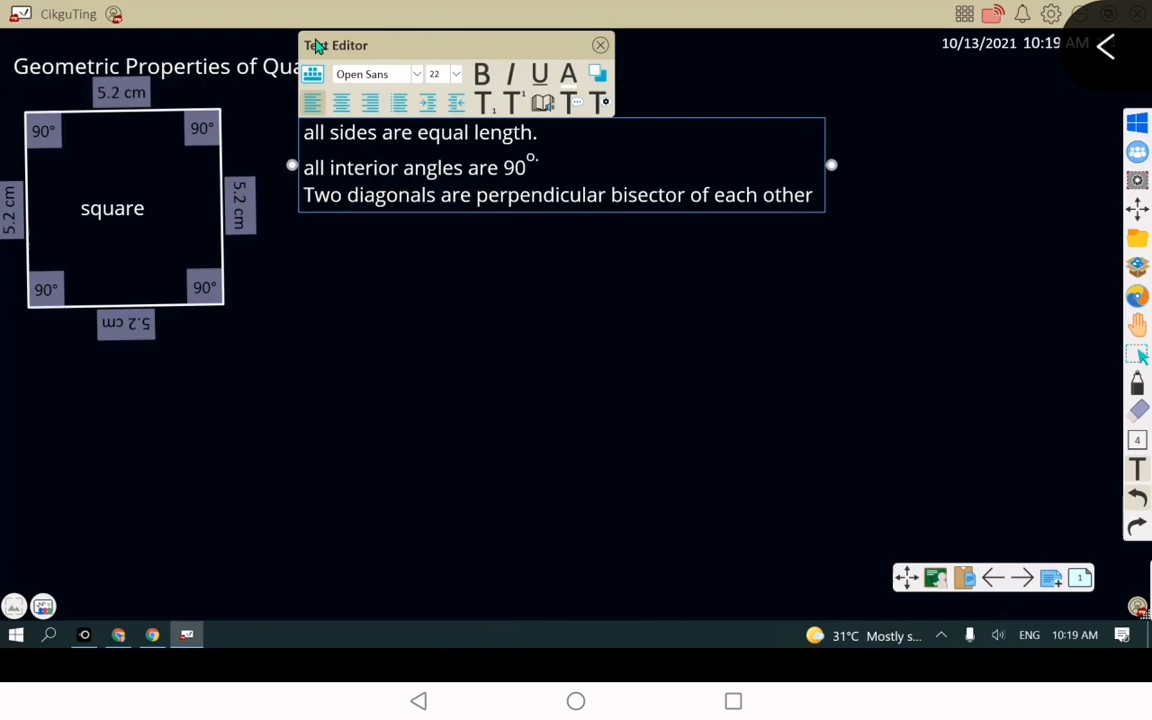 CikguTing
10/13/2021 10:19 AM
Geometric Properties of Qua
Text Editor
Open Sans
22
all sides are equal length.
all interior angles are 90°.
Two diagonals are perpendicular bisector of each other
5.2 cm
90°
90°
5.2 cm
5.2 cm
square
90°
90°
5.2 cm
4
1
31°C Mostly s...
ENG
10:19 AM